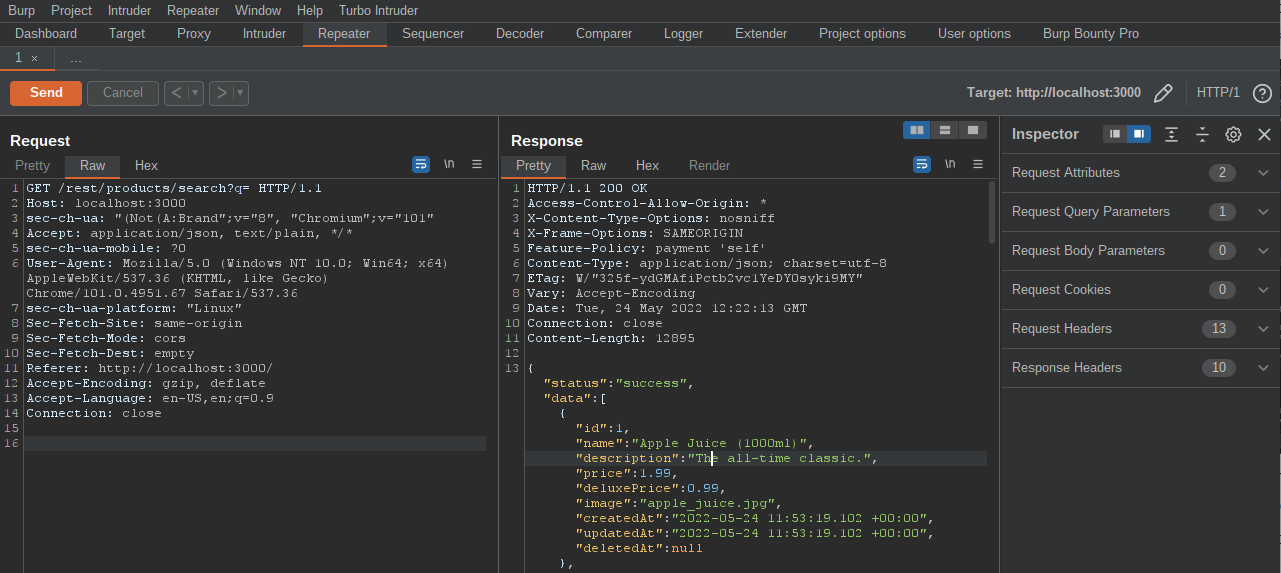 Burp Project Intruder Repeater Window Help Turbo Intruder
Dashboard Target Proxy Intruder Repeater Sequencer Decoder Comparer Logger Extender Project options User options Burp Bounty Pro
1 × ...
Send Cancel < > Target: http://localhost:3000 HTTP/1 ?
Request
Pretty Raw Hex \n
1 GET /rest/products/search?q= HTTP/1.1
2 Host: localhost:3000
3 sec-ch-ua: "(Not(A:Brand";v="8", "Chromium";v="101"
4 Accept: application/json, text/plain, */*
5 sec-ch-ua-mobile: ?0
6 User-Agent: Mozilla/5.0 (Windows NT 10.0; Win64; x64)
AppleWebKit/537.36 (KHTML, like Gecko)
Chrome/101.0.4951.67 Safari/537.36
7 sec-ch-ua-platform: "Linux"
8 Sec-Fetch-Site: same-origin
9 Sec-Fetch-Mode: cors
10 Sec-Fetch-Dest: empty
11 Referer: http://localhost:3000/
12 Accept-Encoding: gzip, deflate
13 Accept-Language: en-US,en;q=0.9
14 Connection: close
15
16
Response
Pretty Raw Hex Render \n
1 HTTP/1.1 200 OK
2 Access-Control-Allow-Origin: *
3 X-Content-Type-Options: nosniff
4 X-Frame-Options: SAMEORIGIN
5 Feature-Policy: payment 'self'
6 Content-Type: application/json; charset=utf-8
7 ETag: W/"325f-ydGMAfiPctb2vc1YeDYOsyki9MY"
8 Vary: Accept-Encoding
9 Date: Tue, 24 May 2022 12:22:13 GMT
10 Connection: close
11 Content-Length: 12895
12
13 {
"status":"success",
"data":[
{
"id":1,
"name":"Apple Juice (1000ml)",
"description":"The all-time classic.",
"price":1.99,
"deluxePrice":0.99,
"image":"apple_juice.jpg",
"createdAt":"2022-05-24 11:53:19.102 +00:00",
"updatedAt":"2022-05-24 11:53:19.102 +00:00",
"deletedAt":null
},
Inspector
Request Attributes 2
Request Query Parameters 1
Request Body Parameters 0
Request Cookies 0
Request Headers 13
Response Headers 10